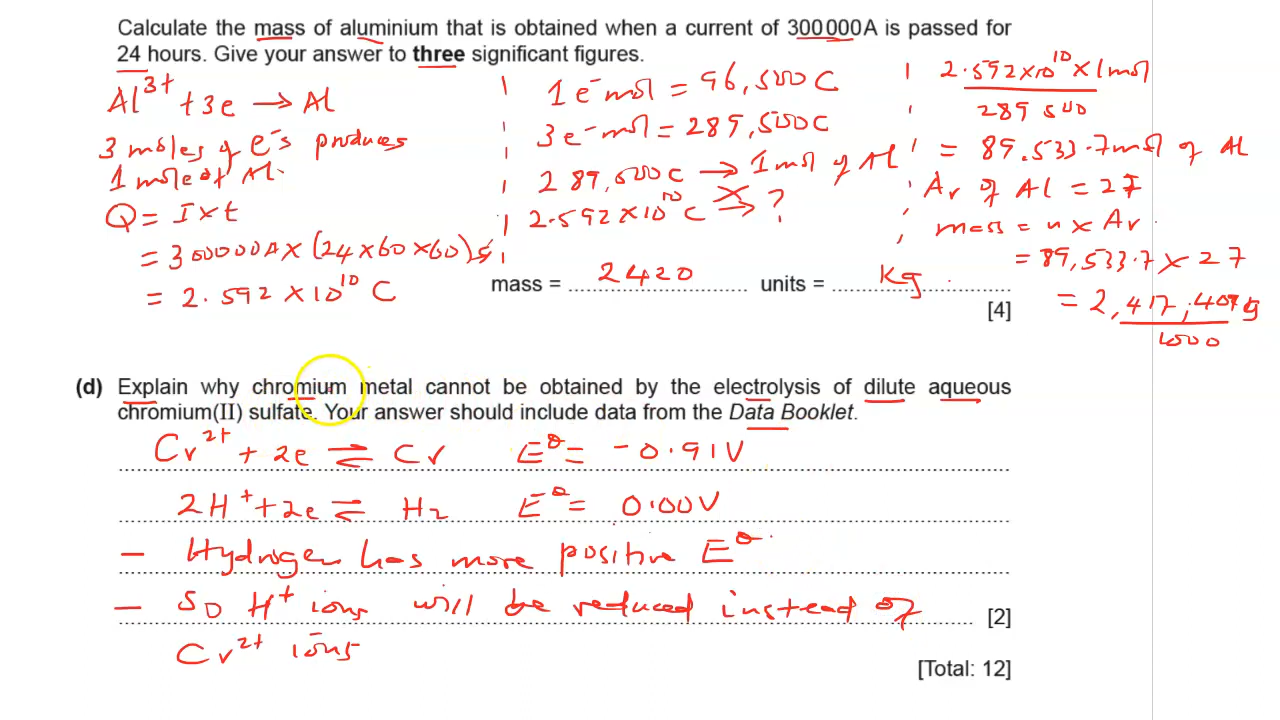 Calculate the mass of aluminium that is obtained when a current of 300 000 A is passed for
24 hours. Give your answer to three significant figures.
Al³⁺ + 3e → Al
3 moles of e⁻s produces
1 mole of Al.
Q = I × t
= 300000A × (24 × 60 × 60)s
= 2.592 × 10¹⁰ C
1 e⁻ mol = 96,500 C
3 e⁻ mol = 289,500 C
289,500 C → 1 mol of Al
2.592 × 10¹⁰ C → ?
2.592 × 10¹⁰ × 1mol
289 500
= 89,533.7 mol of Al
Ar of Al = 27
mass = n × Ar
= 89,533.7 × 27
= 2,417,409 g
1000
mass = 2420 units = Kg
[4]
(d) Explain why chromium metal cannot be obtained by the electrolysis of dilute aqueous
chromium(II) sulfate. Your answer should include data from the Data Booklet.
Cr²⁺ + 2e ⇌ Cr E⦵ = -0.91V
2H⁺ + 2e ⇌ H₂ E⦵ = 0.00V
- Hydrogen has more positive E⦵.
- So H⁺ ions will be reduced instead of [2]
Cr²⁺ ions
[Total: 12]